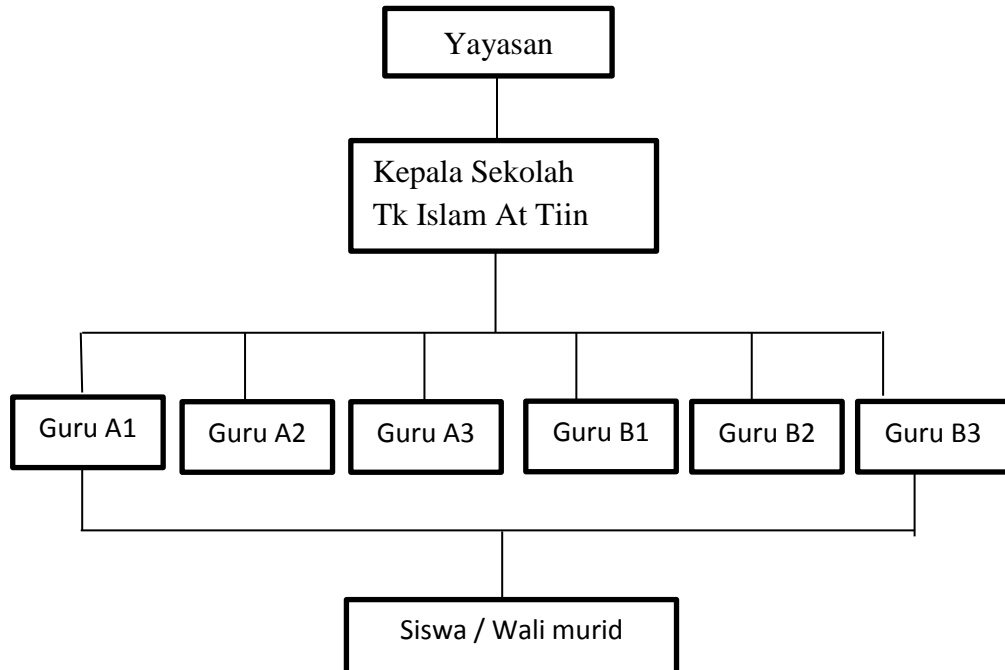 Yayasan
Kepala Sekolah
Tk Islam At Tiin
Guru A1
Guru A2
Guru A3
Guru B1
Guru B2
Guru B3
Siswa / Wali murid